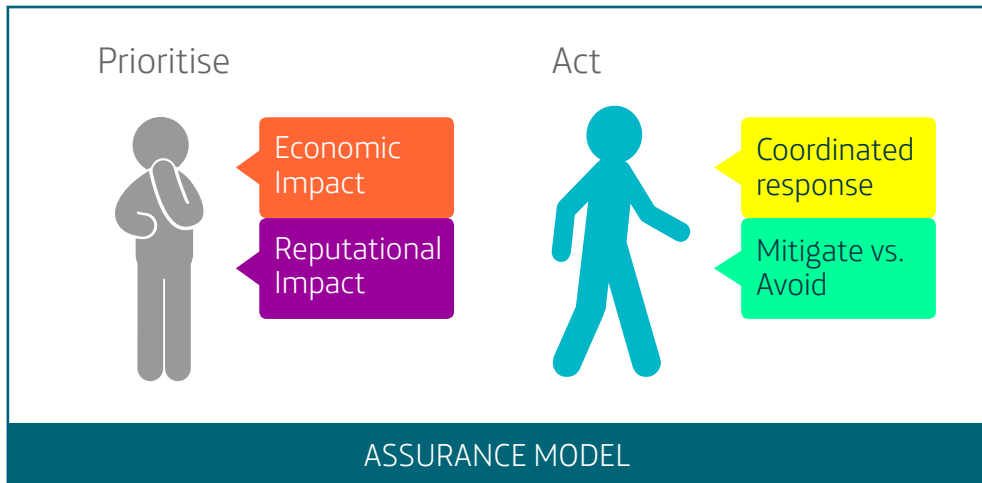 Prioritise
Act
Economic
Impact
Reputational
Impact
Coordinated
response
Mitigate vs.
Avoid
ASSURANCE MODEL